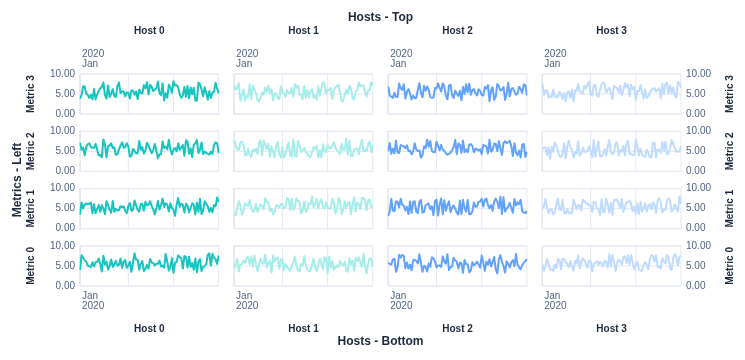 Hosts - Top
Host 0 Host 1 Host 2 Host 3
2020 2020 2020 2020
Jan Jan Jan Jan
Metrics - Left
Metric 3 10.00 5.00 0.00 10.00 5.00 0.00 Metric 3
Metric 2 10.00 5.00 0.00 10.00 5.00 0.00 Metric 2
Metric 1 10.00 5.00 0.00 10.00 5.00 0.00 Metric 1
Metric 0 10.00 5.00 0.00 10.00 5.00 0.00 Metric 0
Jan Jan Jan Jan
2020 2020 2020 2020
Host 0 Host 1 Host 2 Host 3
Hosts - Bottom